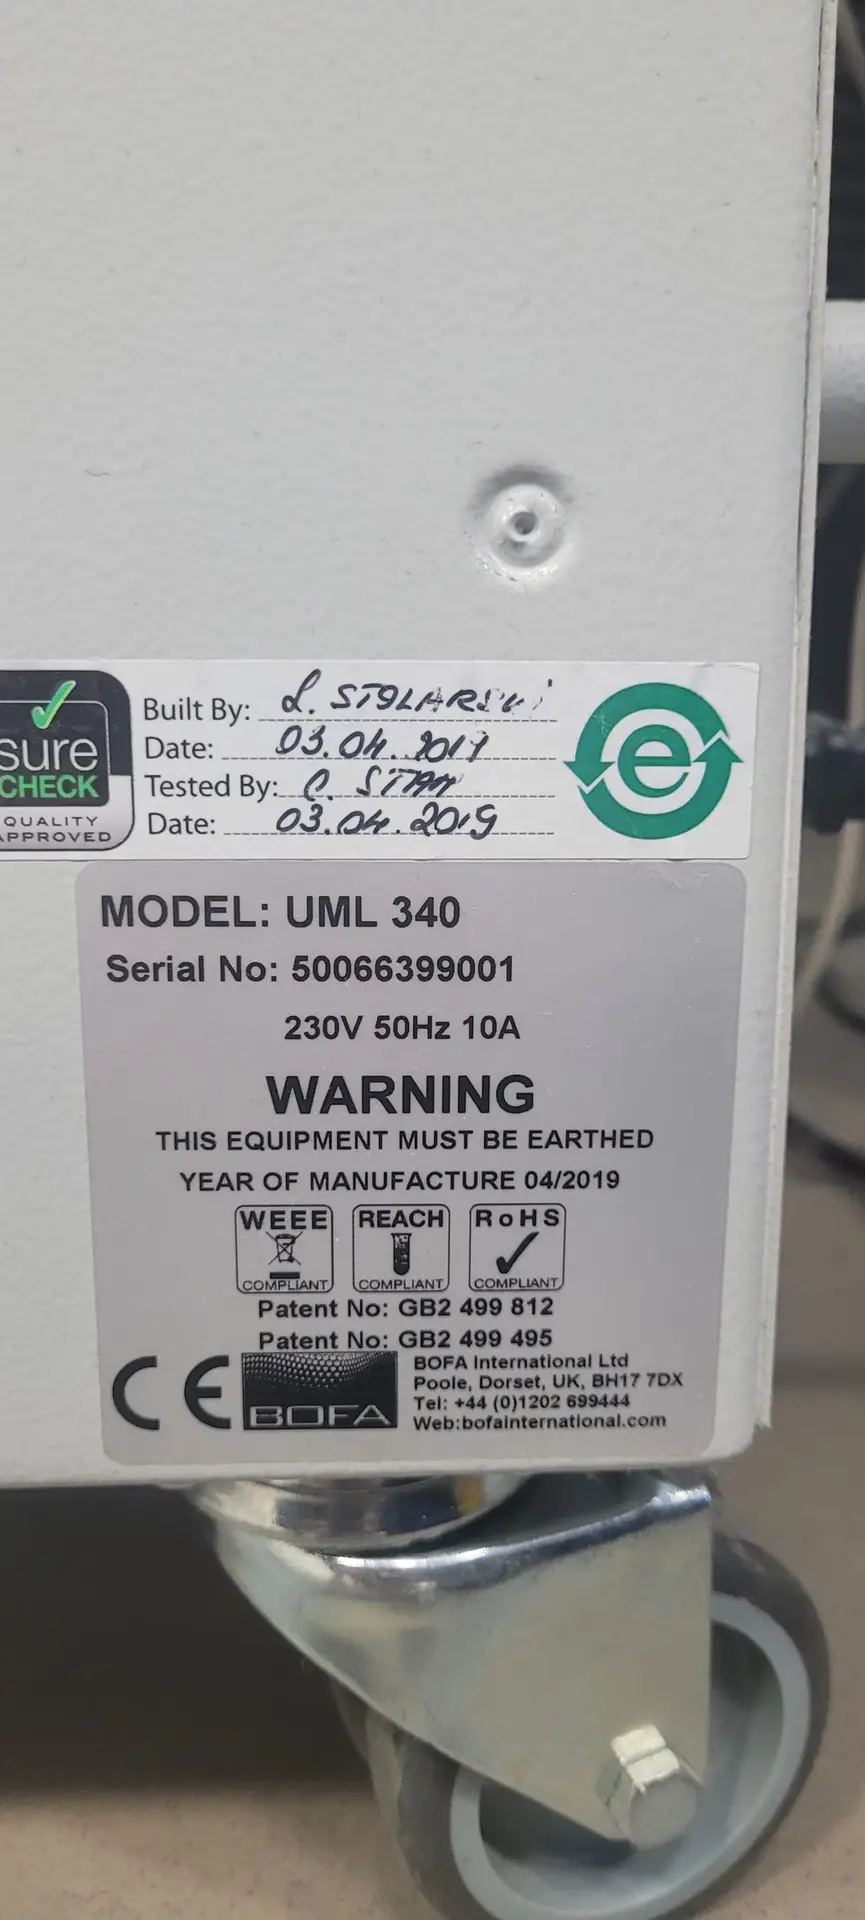 sure
CHECK
QUALITY
APPROVED
Built By: L. STOLARSKI
Date: 03.04.2019
Tested By: C. STAN
Date: 03.04.2019
e
MODEL: UML 340
Serial No: 50066399001
230V 50Hz 10A
WARNING
THIS EQUIPMENT MUST BE EARTHED
YEAR OF MANUFACTURE 04/2019
WEEE REACH RoHS
COMPLIANT COMPLIANT COMPLIANT
Patent No: GB2 499 812
Patent No: GB2 499 495
CE BOFA
BOFA International Ltd
Poole, Dorset, UK, BH17 7DX
Tel: +44 (0)1202 699444
Web:bofainternational.com